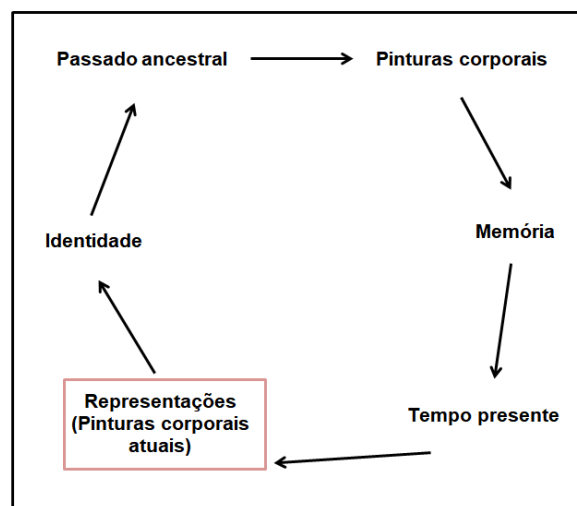 Passado ancestral
Pinturas corporais
Identidade
Memória
Representações
(Pinturas corporais
atuais)
Tempo presente